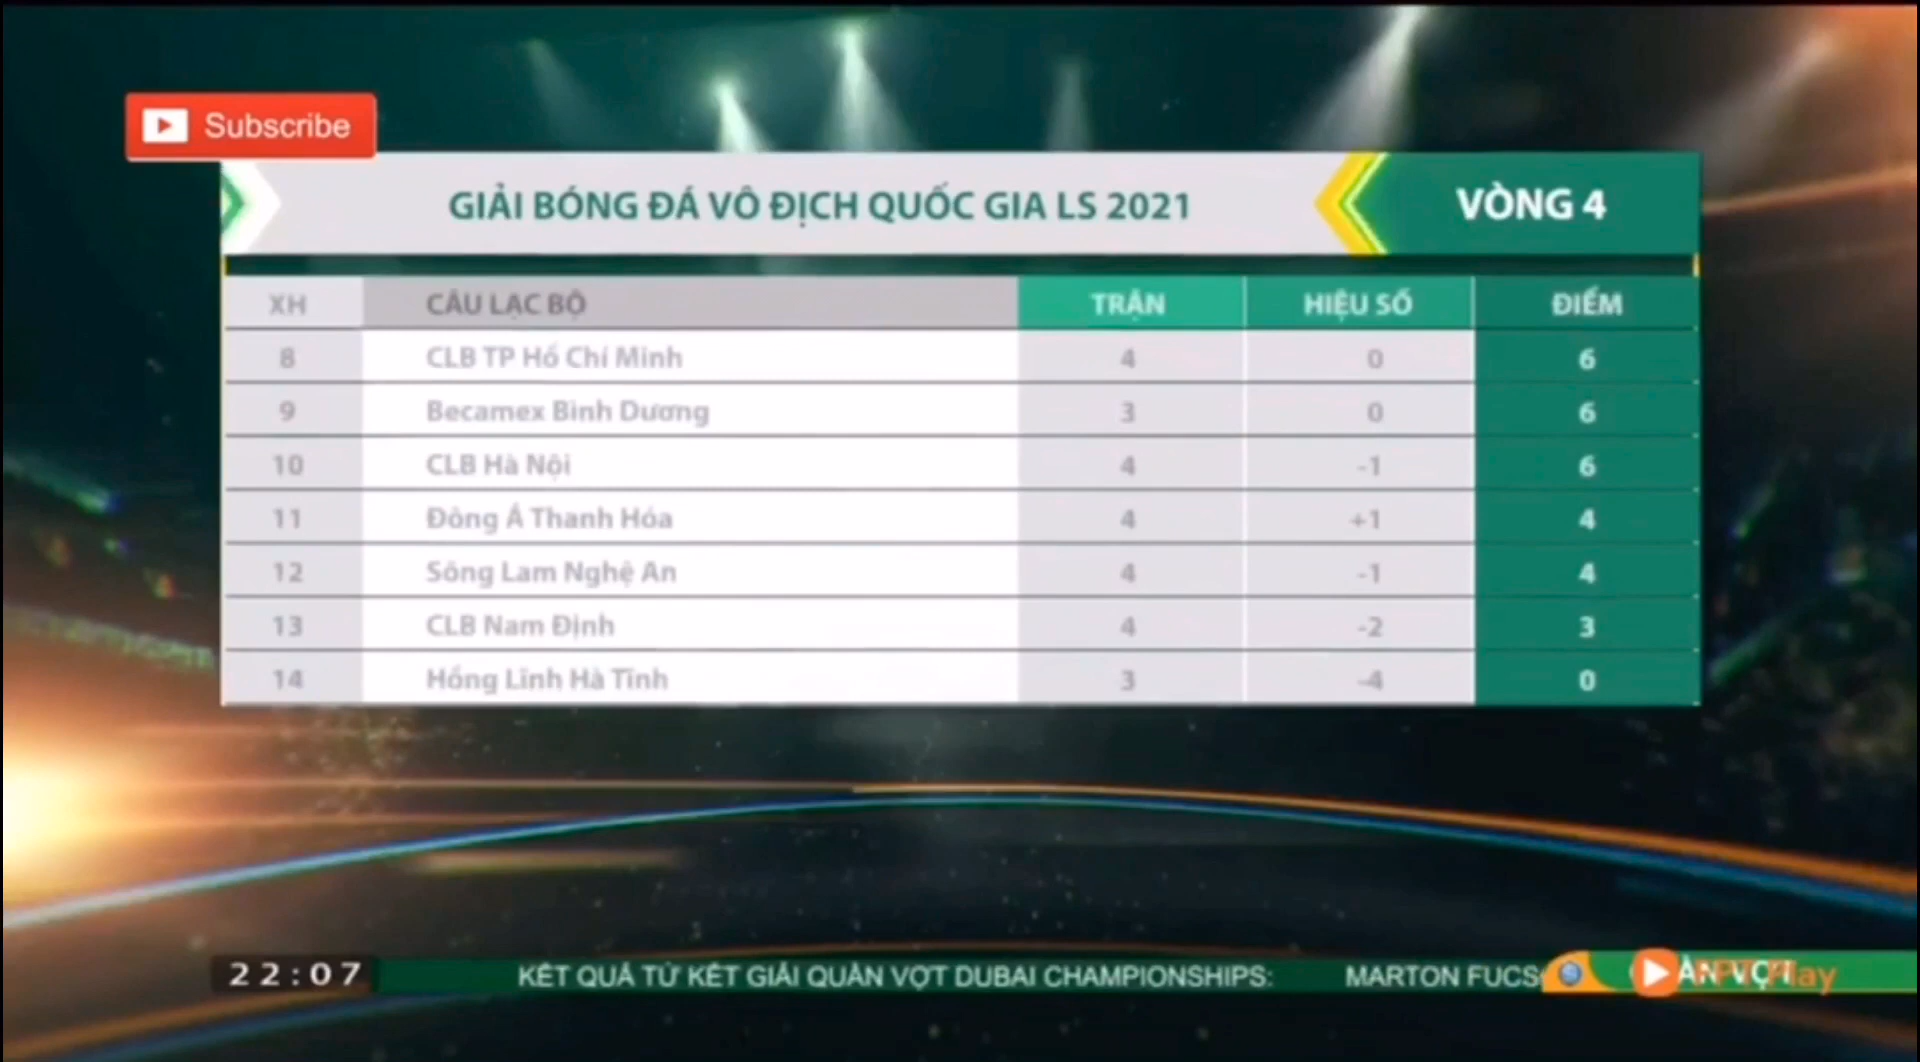 Subscribe
GIẢI BÓNG ĐÁ VÔ ĐỊCH QUỐC GIA LS 2021 VÒNG 4
XH CÂU LẠC BỘ TRẬN HIỆU SỐ ĐIỂM
8 CLB TP Hồ Chí Minh 4 0 6
9 Becamex Bình Dương 3 0 6
10 CLB Hà Nội 4 -1 6
11 Đông Á Thanh Hóa 4 +1 4
12 Sông Lam Nghệ An 4 -1 4
13 CLB Nam Định 4 -2 3
14 Hồng Lĩnh Hà Tĩnh 3 -4 0
22:07 KẾT QUẢ TỨ KẾT GIẢI QUẦN VỢT DUBAI CHAMPIONSHIPS: MARTON FUCS
Play